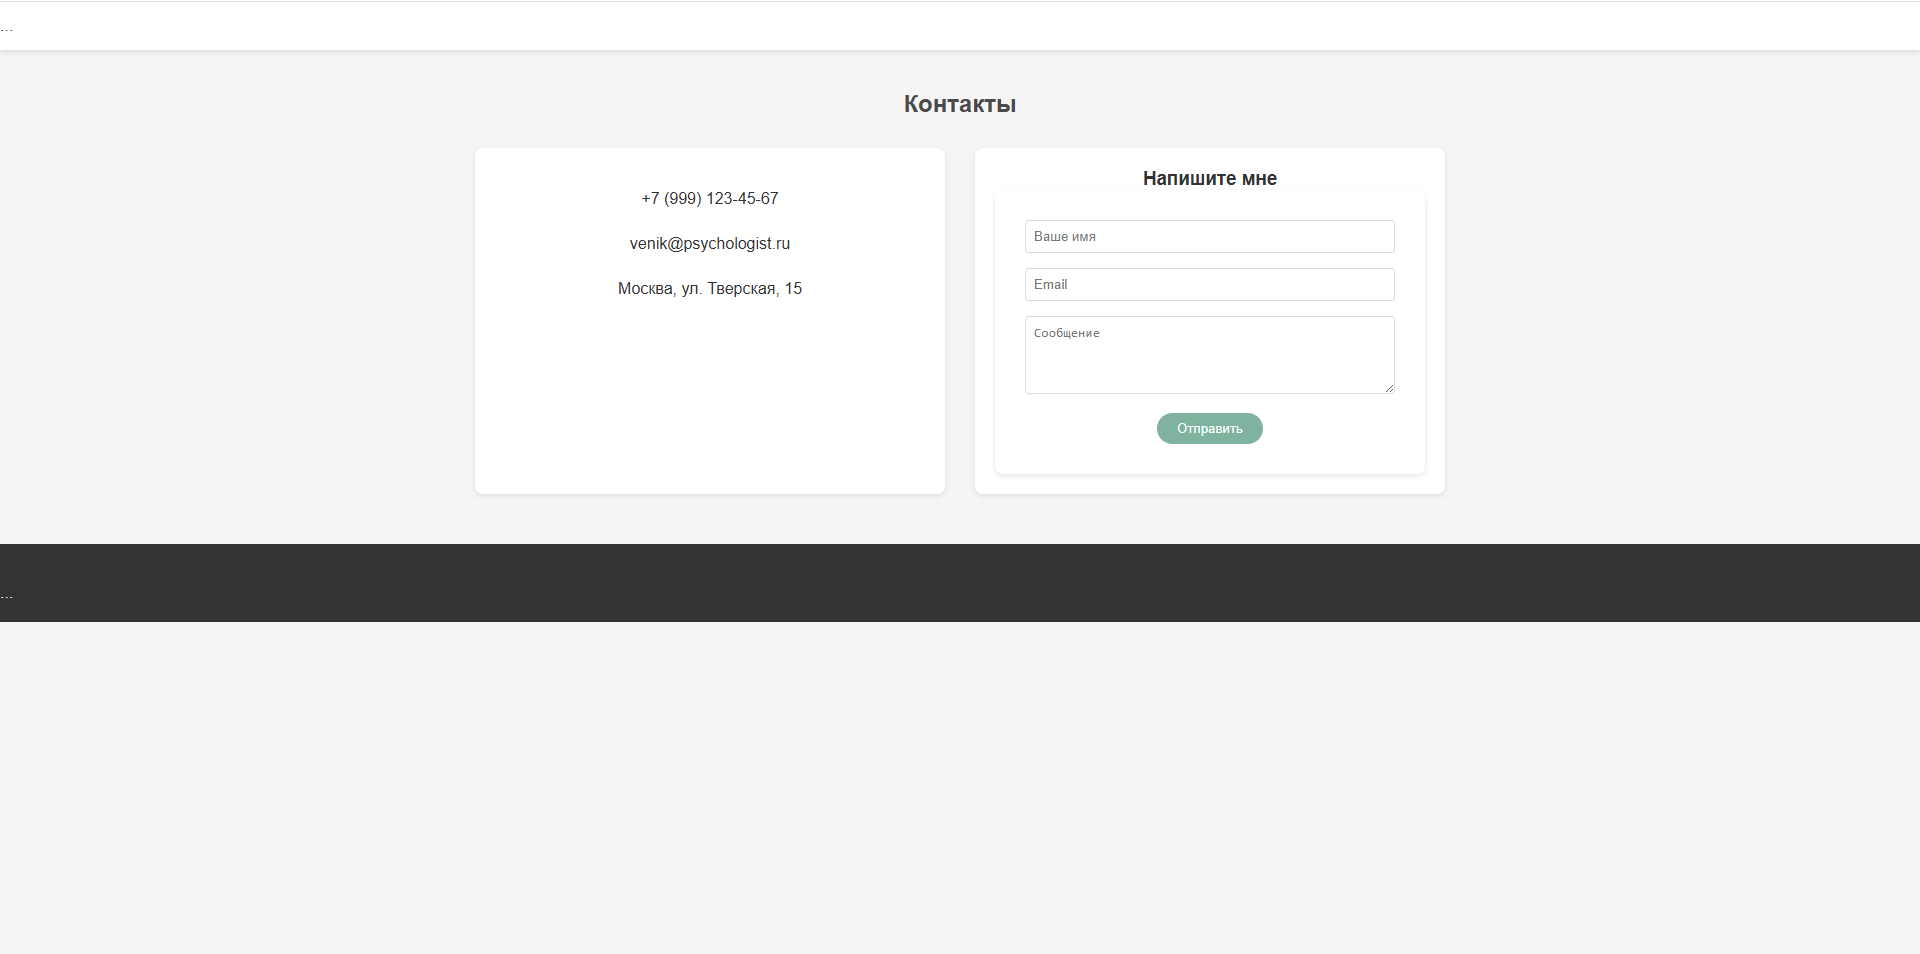 ...
Контакты
+7 (999) 123-45-67
venik@psychologist.ru
Москва, ул. Тверская, 15
Напишите мне
Ваше имя
Email
Сообщение
Отправить
...